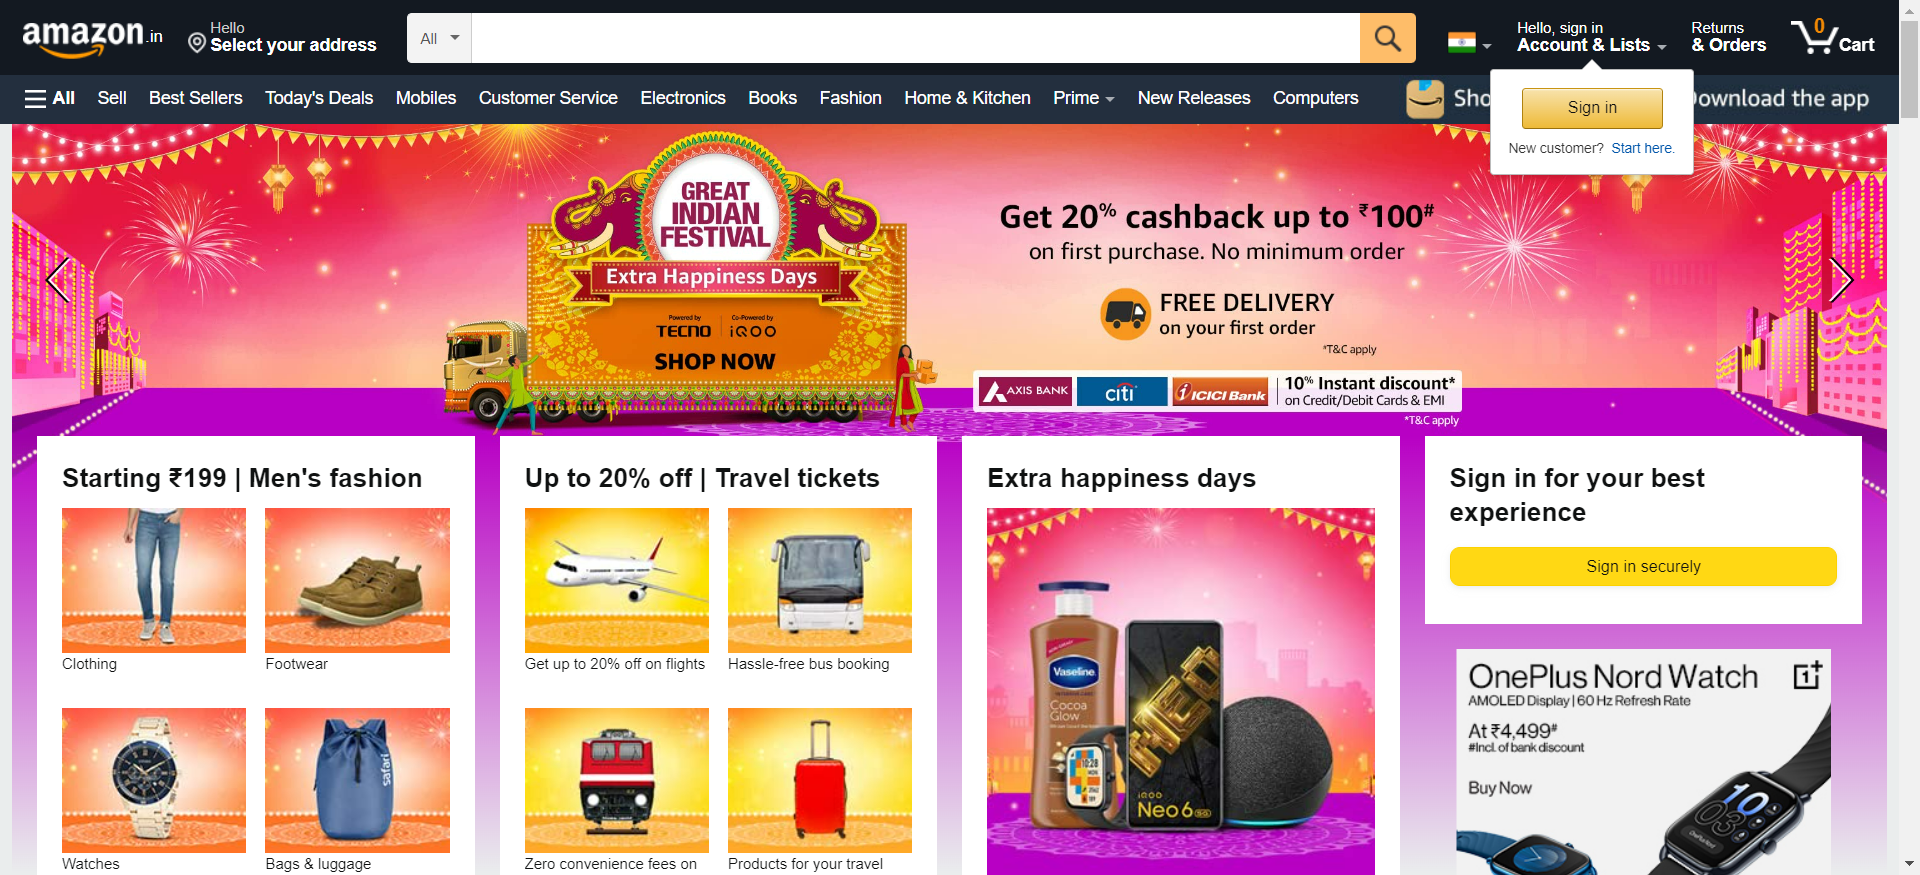 amazon.in
Hello
Select your address
All
Hello, sign in
Account & Lists
Returns
& Orders
0
Cart
All
Sell
Best Sellers
Today's Deals
Mobiles
Customer Service
Electronics
Books
Fashion
Home & Kitchen
Prime
New Releases
Computers
Sho
ownload the app
Sign in
New customer? Start here.
GREAT
INDIAN
FESTIVAL
Extra Happiness Days
Powered by
TECNO
Co-Powered by
iQOO
SHOP NOW
Get 20% cashback up to ₹100#
on first purchase. No minimum order
FREE DELIVERY
on your first order
*T&C apply
AXIS BANK
citi
ICICI Bank
10% Instant discount*
on Credit/Debit Cards & EMI
*T&C apply
Starting ₹199 | Men's fashion
Clothing
Footwear
Watches
safari
Bags & luggage
Up to 20% off | Travel tickets
Get up to 20% off on flights
Hassle-free bus booking
Zero convenience fees on
Products for your travel
Extra happiness days
Vaseline
Cocoa
Glow
10:28
iQOO
Neo 6 5G
Sign in for your best
experience
Sign in securely
OnePlus Nord Watch
AMOLED Display | 60 Hz Refresh Rate
At ₹4,499#
#Incl. of bank discount
Buy Now
10
03